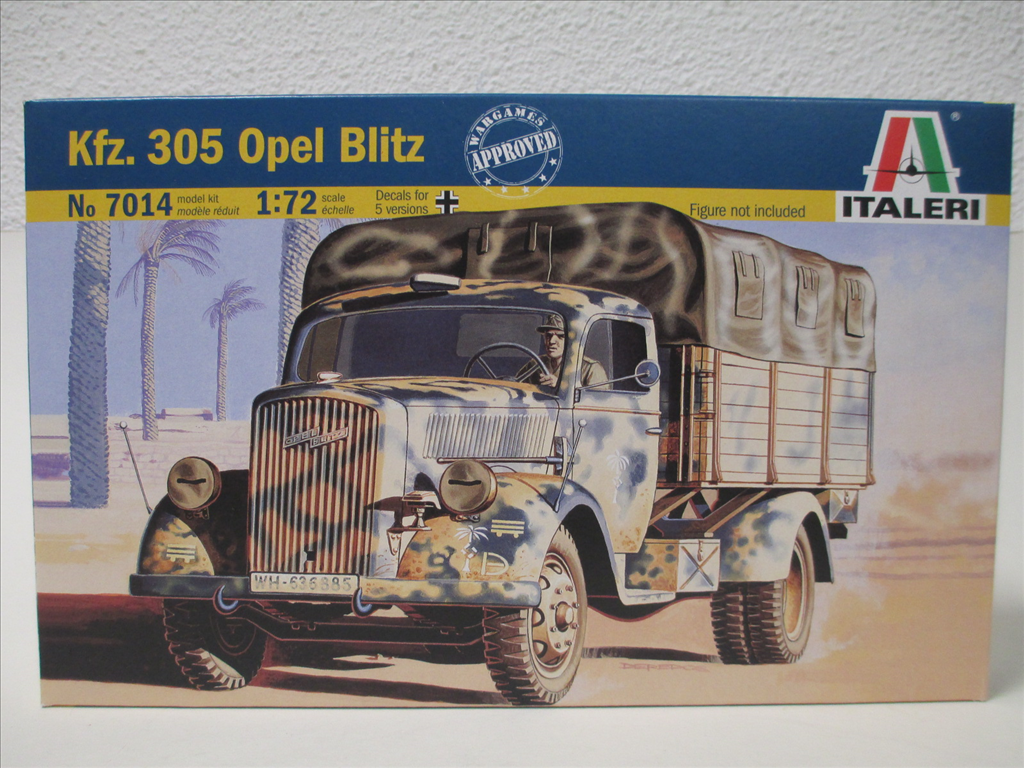 Kfz. 305 Opel Blitz
WARGAMES
APPROVED
®
ITALERI
No 7014 model kit
modèle réduit
1:72 scale
échelle
Decals for
5 versions
Figure not included
OPEL
BLITZ
WH-636885
E